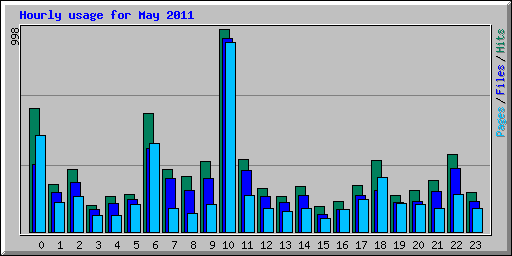 Hourly usage for May 2011
998
Pages/Files/Hits
0 1 2 3 4 5 6 7 8 9 10 11 12 13 14 15 16 17 18 19 20 21 22 23